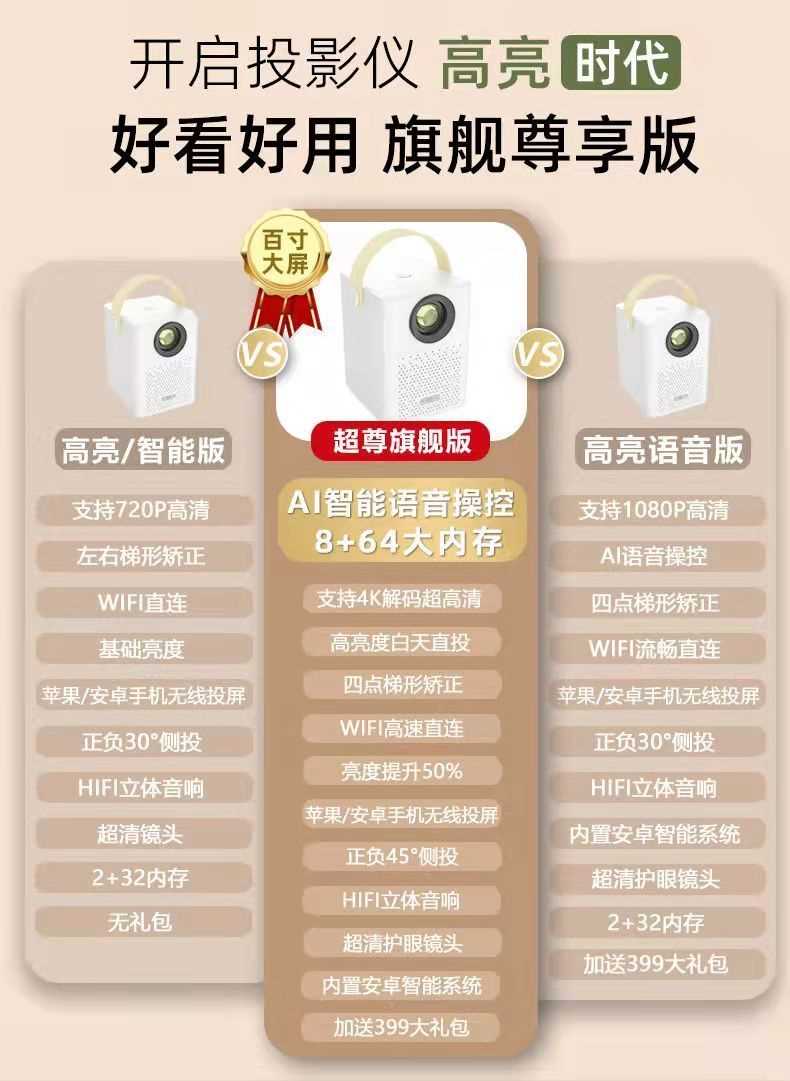 开启投影仪 高亮 时代
好看好用 旗舰尊享版
百寸
大屏
VS
VS
高亮/智能版
支持720P高清
左右梯形矫正
WIFI直连
基础亮度
苹果/安卓手机无线投屏
正负30°侧投
HIFI立体音响
超清镜头
2+32内存
无礼包
超尊旗舰版
AI智能语音操控
8+64大内存
支持4K解码超高清
高亮度白天直投
四点梯形矫正
WIFI高速直连
亮度提升50%
苹果/安卓手机无线投屏
正负45°侧投
HIFI立体音响
超清护眼镜头
内置安卓智能系统
加送399大礼包
高亮语音版
支持1080P高清
AI语音操控
四点梯形矫正
WIFI流畅直连
苹果/安卓手机无线投屏
正负30°侧投
HIFI立体音响
内置安卓智能系统
超清护眼镜头
2+32内存
加送399大礼包